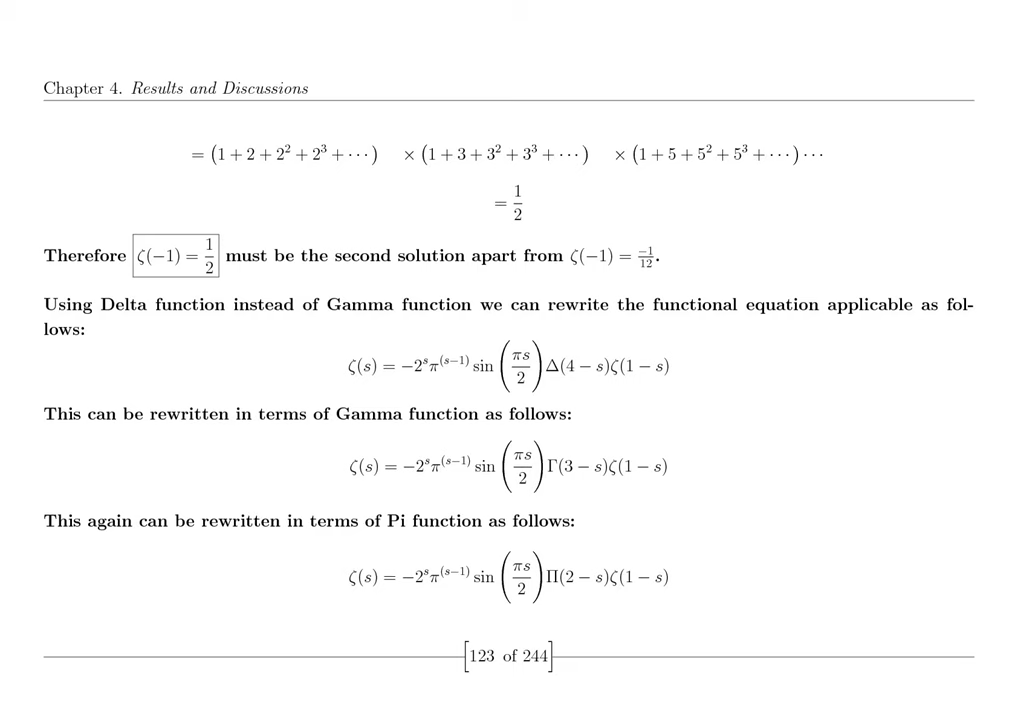 Chapter 4. Results and Discussions
= (1 + 2 + 2² + 2³ + ···) × (1 + 3 + 3² + 3³ + ···) × (1 + 5 + 5² + 5³ + ···) ···
= 1/2
Therefore ζ(−1) = 1/2 must be the second solution apart from ζ(−1) = −1/12.
Using Delta function instead of Gamma function we can rewrite the functional equation applicable as fol-
lows:
ζ(s) = −2^s π^(s−1) sin(πs/2) Δ(4 − s)ζ(1 − s)
This can be rewritten in terms of Gamma function as follows:
ζ(s) = −2^s π^(s−1) sin(πs/2) Γ(3 − s)ζ(1 − s)
This again can be rewritten in terms of Pi function as follows:
ζ(s) = −2^s π^(s−1) sin(πs/2) Π(2 − s)ζ(1 − s)
[123 of 244]